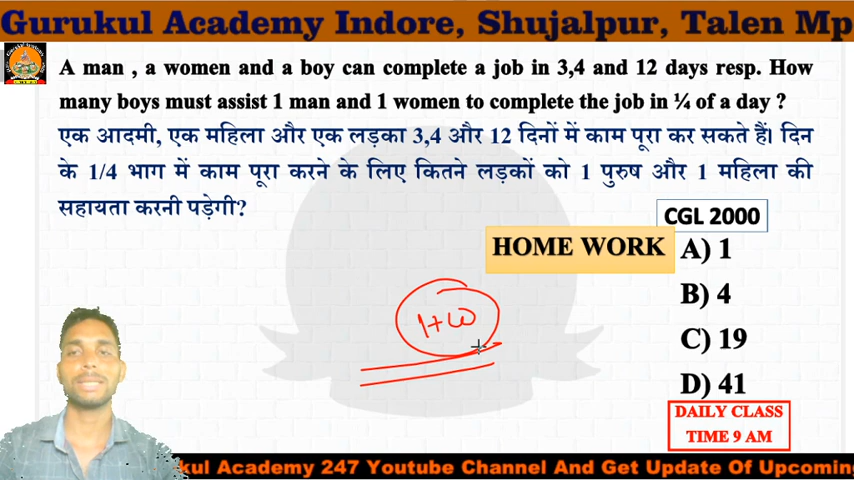 Gurukul Academy Indore, Shujalpur, Talen Mp
A man , a women and a boy can complete a job in 3,4 and 12 days resp. How
many boys must assist 1 man and 1 women to complete the job in ¼ of a day ?
एक आदमी, एक महिला और एक लड़का 3,4 और 12 दिनों में काम पूरा कर सकते हैं। दिन
के 1/4 भाग में काम पूरा करने के लिए कितने लड़कों को 1 पुरुष और 1 महिला की
सहायता करनी पड़ेगी?
CGL 2000
HOME WORK
A) 1
B) 4
C) 19
D) 41
1+w
DAILY CLASS
TIME 9 AM
kul Academy 247 Youtube Channel And Get Update Of Upcoming